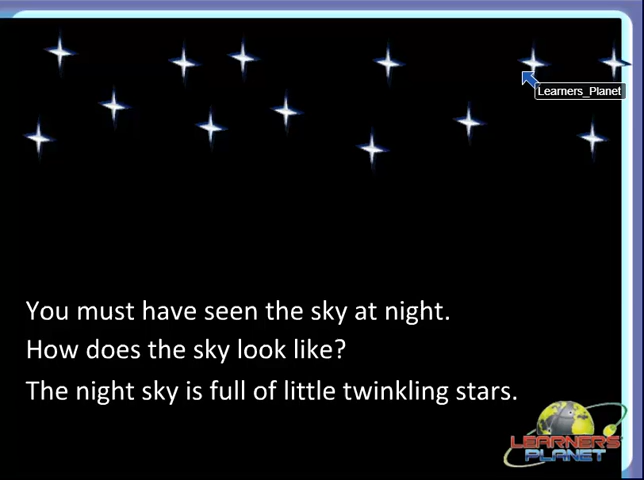 Learners_Planet
You must have seen the sky at night.
How does the sky look like?
The night sky is full of little twinkling stars.
LEARNERS
PLANET